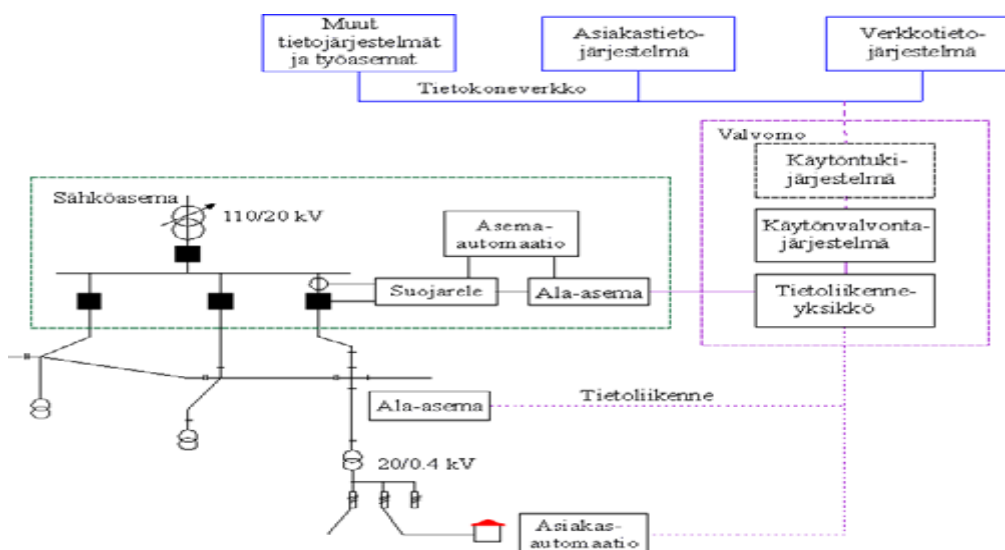 Muut
tietojärjestelmät
ja työasemat
Asiakastieto-
järjestelmä
Verkkotieto-
järjestelmä
Tietokoneverkko
Valvomo
Käytöntuki-
järjestelmä
Sähköasema
110/20 kV
Asema-
automaatio
Käytönvalvonta-
järjestelmä
Suojarele
Ala-asema
Tietoliikenne-
yksikkö
Ala-asema
Tietoliikenne
20/0.4 kV
Asiakas-
automaatio